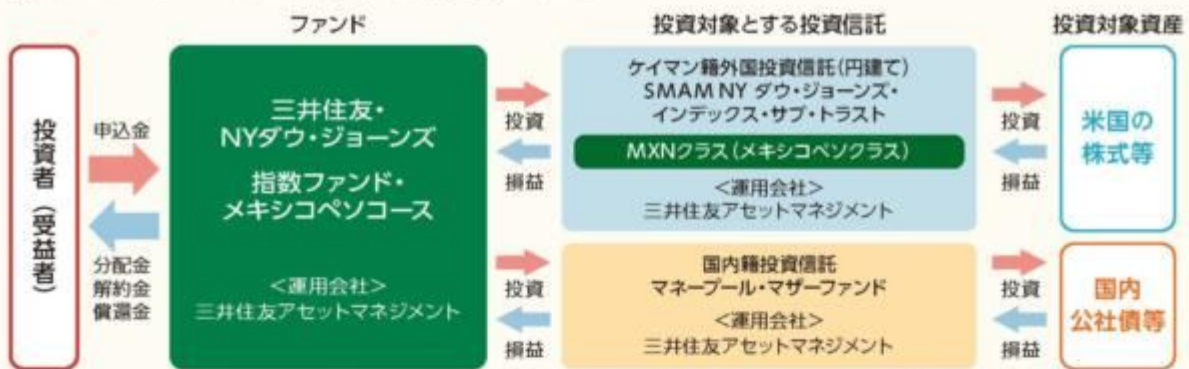 ファンド
投資対象とする投資信託
投資対象資産
投資者（受益者）
申込金
分配金
解約金
償還金
三井住友・
NYダウ・ジョーンズ
指数ファンド・
メキシコペソコース
＜運用会社＞
三井住友アセットマネジメント
投資
損益
ケイマン籍外国投資信託（円建て）
SMAM NY ダウ・ジョーンズ・
インデックス・サブ・トラスト
MXNクラス（メキシコペソクラス）
＜運用会社＞
三井住友アセットマネジメント
投資
損益
米国の
株式等
投資
損益
国内籍投資信託
マネープール・マザーファンド
＜運用会社＞
三井住友アセットマネジメント
投資
損益
国内
公社債等